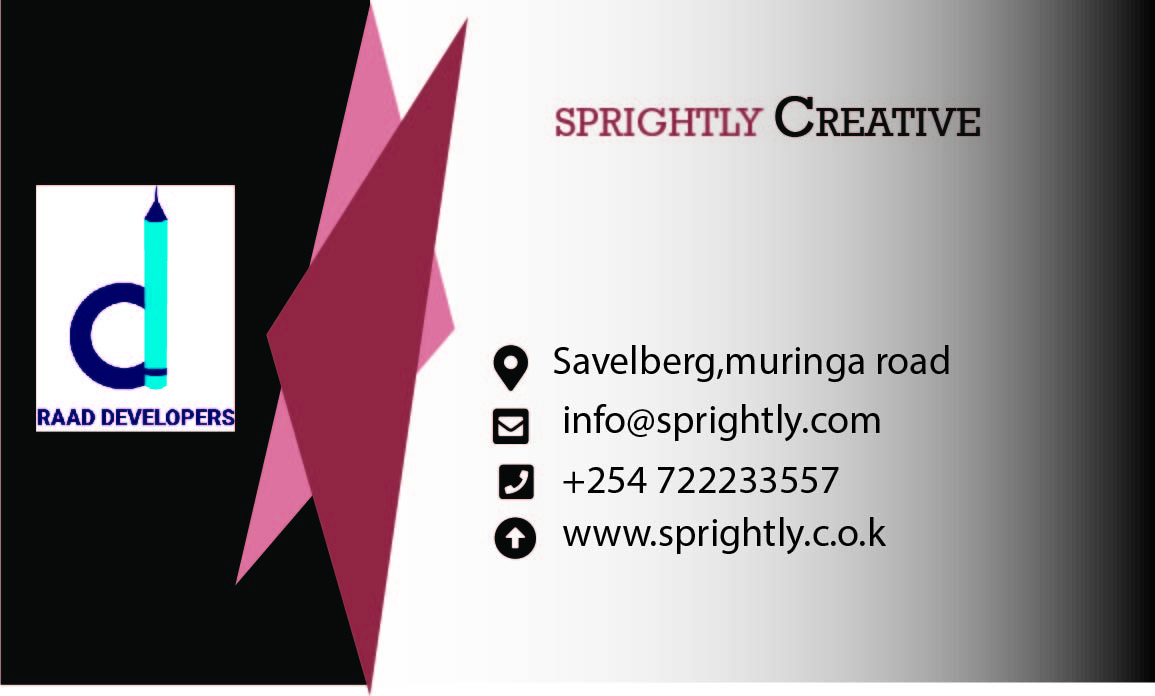 SPRIGHTLY CREATIVE
RAAD DEVELOPERS
Savelberg,muringa road
info@sprightly.com
+254 722233557
www.sprightly.c.o.k